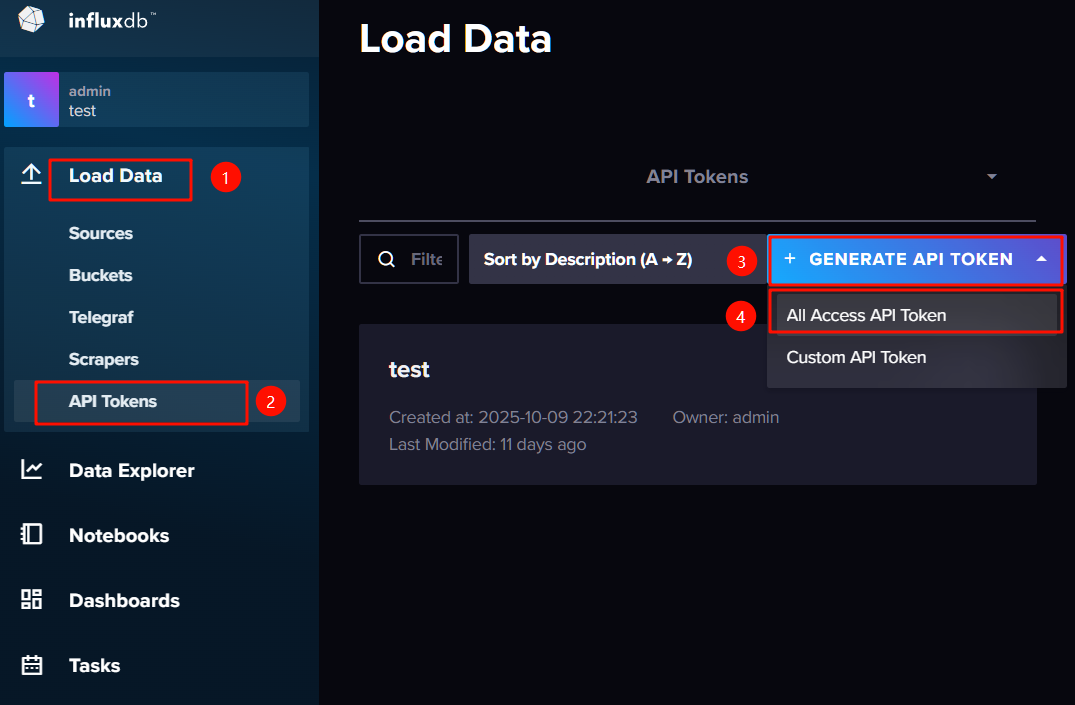 influxdb™
t
admin
test
Load Data
1
Sources
Buckets
Telegraf
Scrapers
API Tokens
2
Data Explorer
Notebooks
Dashboards
Tasks
Load Data
API Tokens
Filte
Sort by Description (A → Z)
3
+ GENERATE API TOKEN
4
All Access API Token
Custom API Token
test
Created at: 2025-10-09 22:21:23 Owner: admin
Last Modified: 11 days ago